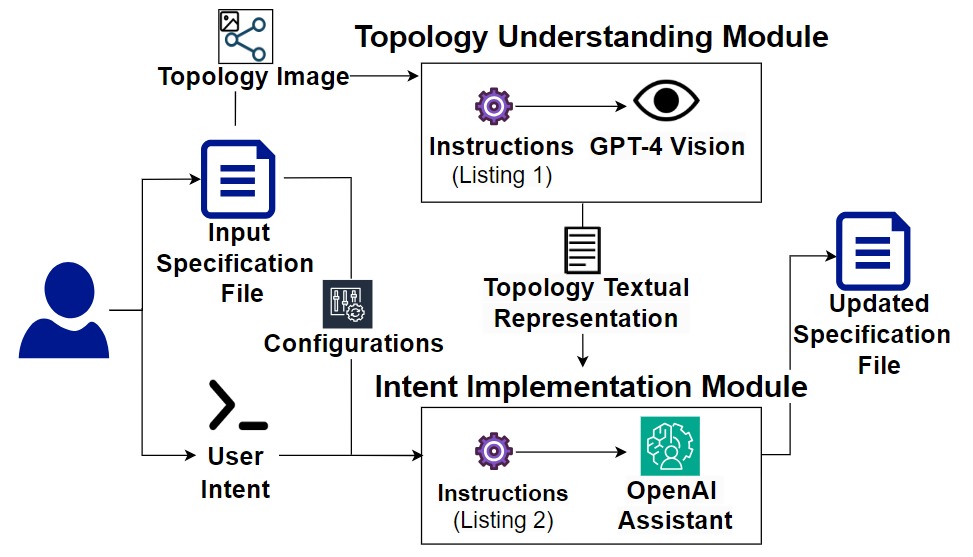 Topology Understanding Module
Topology Image
Instructions
(Listing 1)
GPT-4 Vision
Input
Specification
File
Topology Textual
Representation
Updated
Specification
File
Configurations
Intent Implementation Module
User
Intent
Instructions
(Listing 2)
OpenAI
Assistant